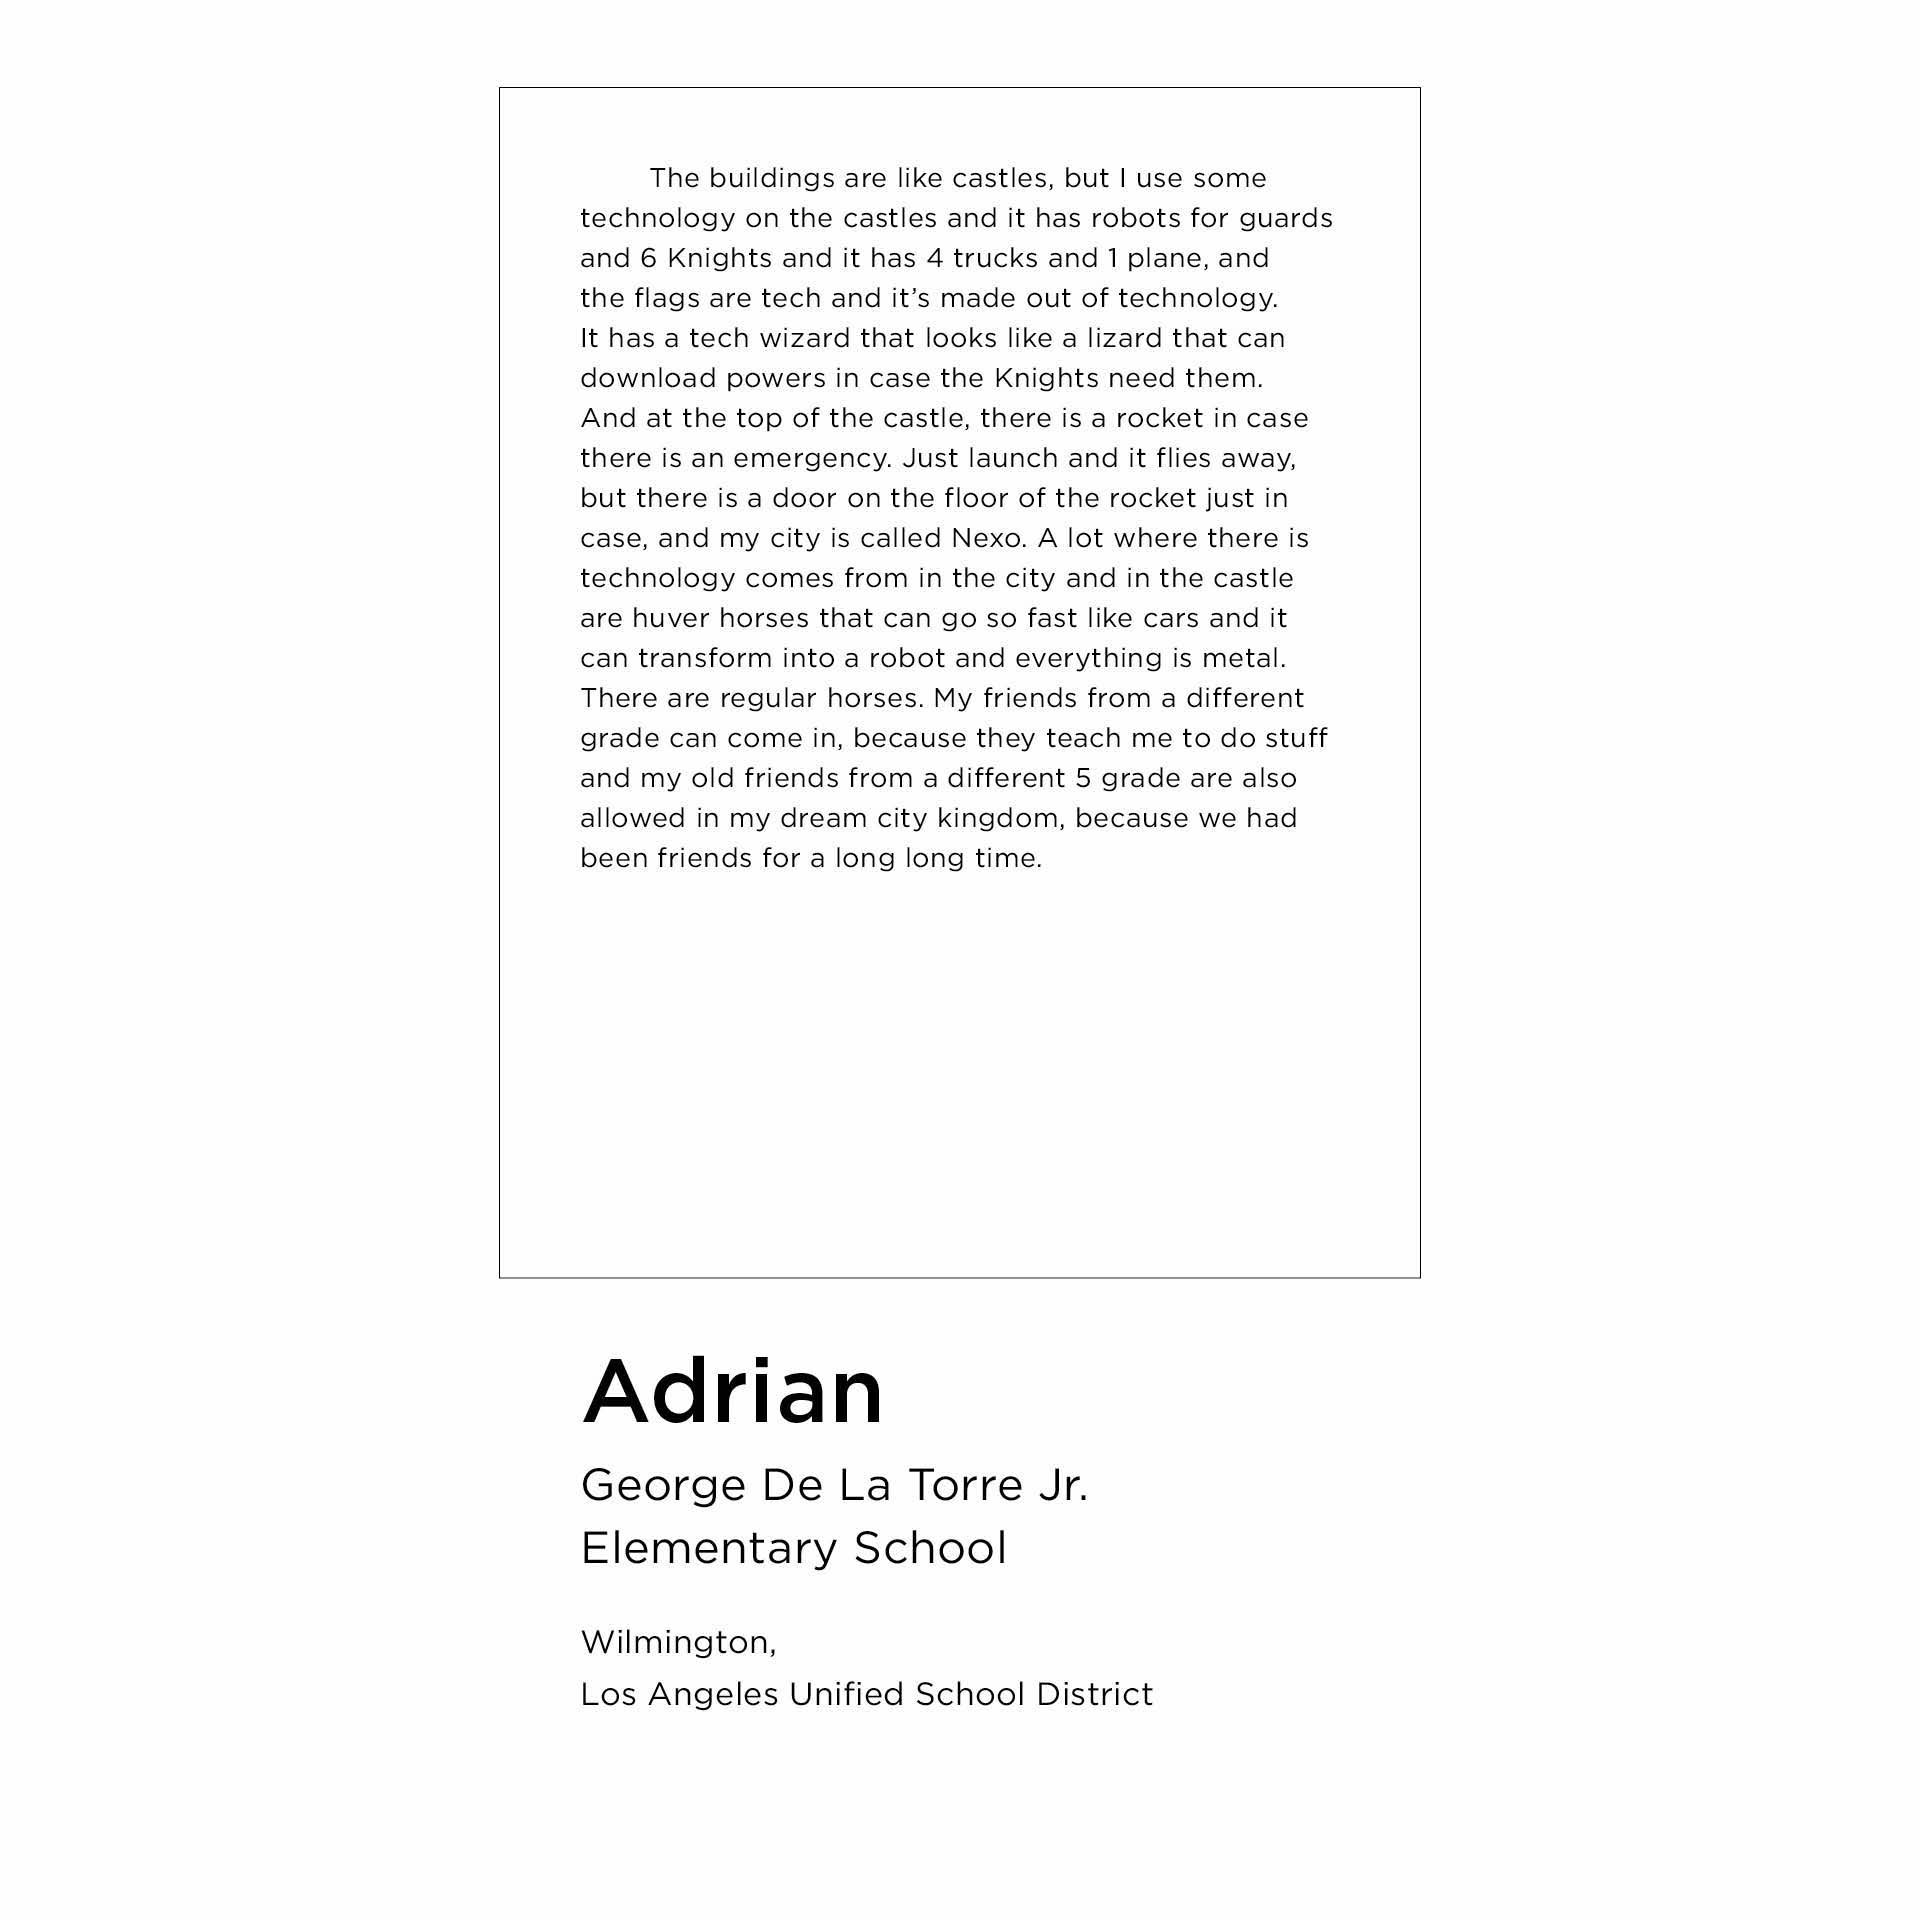 The buildings are like castles, but I use some
technology on the castles and it has robots for guards
and 6 Knights and it has 4 trucks and 1 plane, and
the flags are tech and it’s made out of technology.
It has a tech wizard that looks like a lizard that can
download powers in case the Knights need them.
And at the top of the castle, there is a rocket in case
there is an emergency. Just launch and it flies away,
but there is a door on the floor of the rocket just in
case, and my city is called Nexo. A lot where there is
technology comes from in the city and in the castle
are huver horses that can go so fast like cars and it
can transform into a robot and everything is metal.
There are regular horses. My friends from a different
grade can come in, because they teach me to do stuff
and my old friends from a different 5 grade are also
allowed in my dream city kingdom, because we had
been friends for a long long time.
Adrian
George De La Torre Jr.
Elementary School
Wilmington,
Los Angeles Unified School District